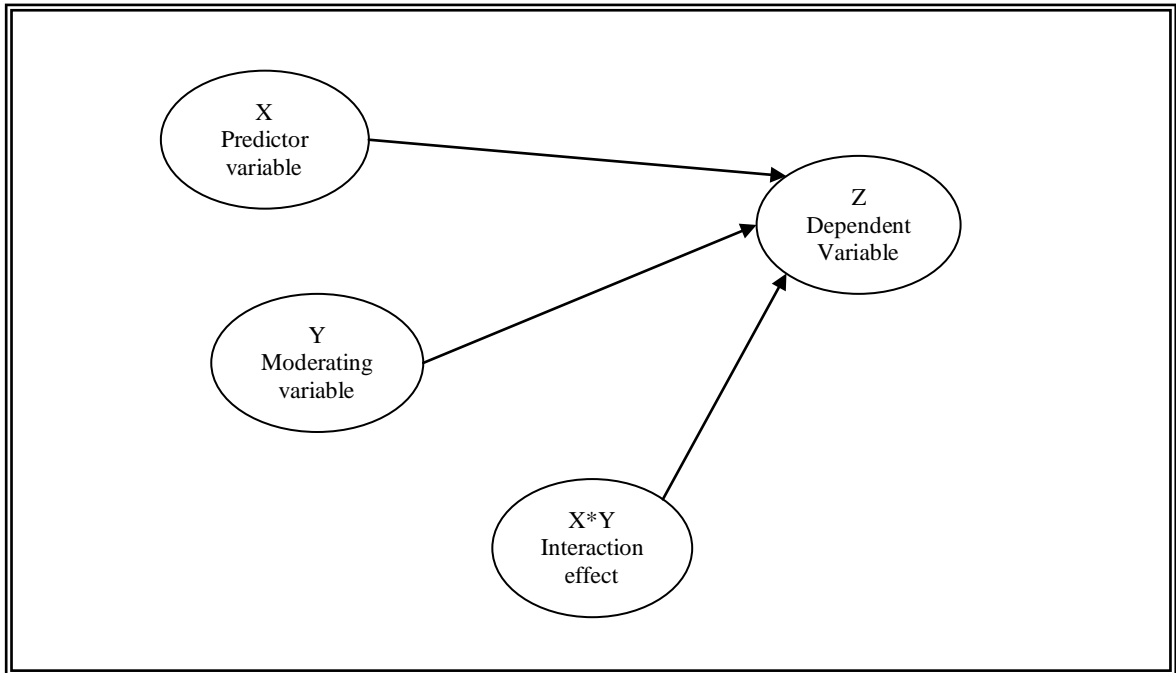 X
Predictor
variable
Z
Dependent
Variable
Y
Moderating
variable
X*Y
Interaction
effect